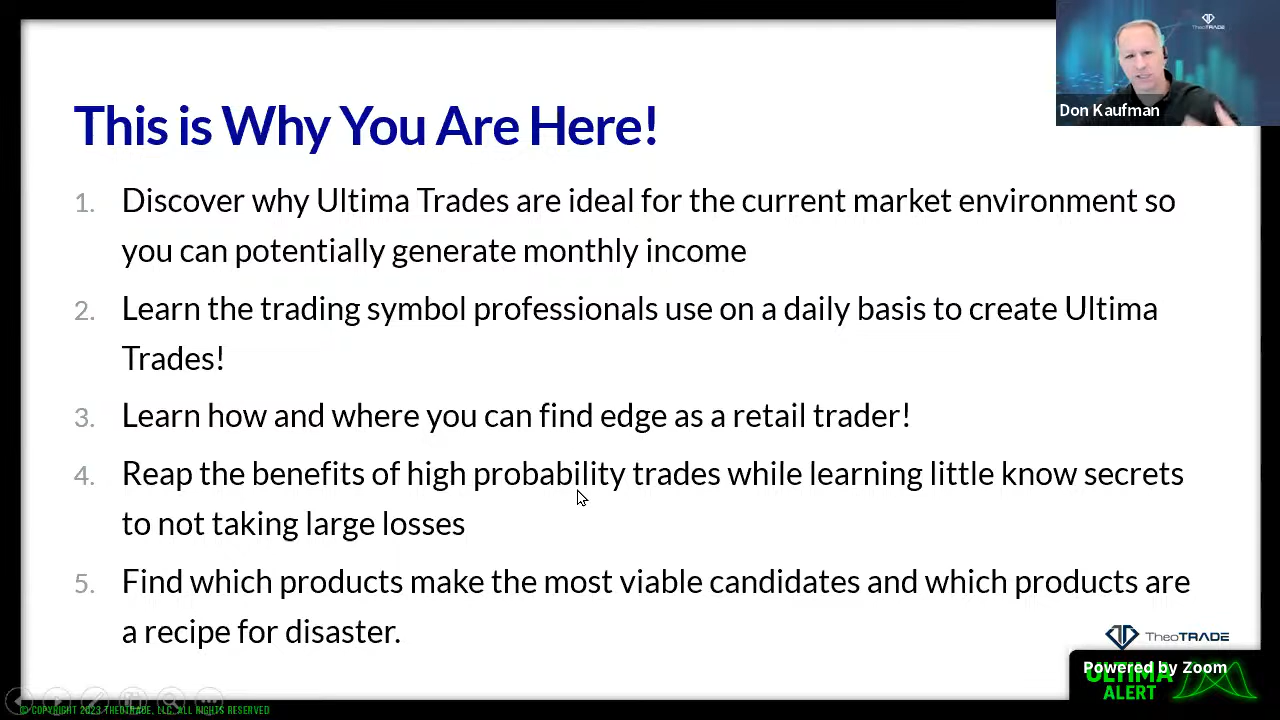 TheoTRADE
Don Kaufman
This is Why You Are Here!
1. Discover why Ultima Trades are ideal for the current market environment so
you can potentially generate monthly income
2. Learn the trading symbol professionals use on a daily basis to create Ultima
Trades!
3. Learn how and where you can find edge as a retail trader!
4. Reap the benefits of high probability trades while learning little know secrets
to not taking large losses
5. Find which products make the most viable candidates and which products are
a recipe for disaster.
TheoTRADE
Powered by Zoom
ULTIMA
ALERT
© COPYRIGHT 2023 THEOTRADE, LLC. ALL RIGHTS RESERVED